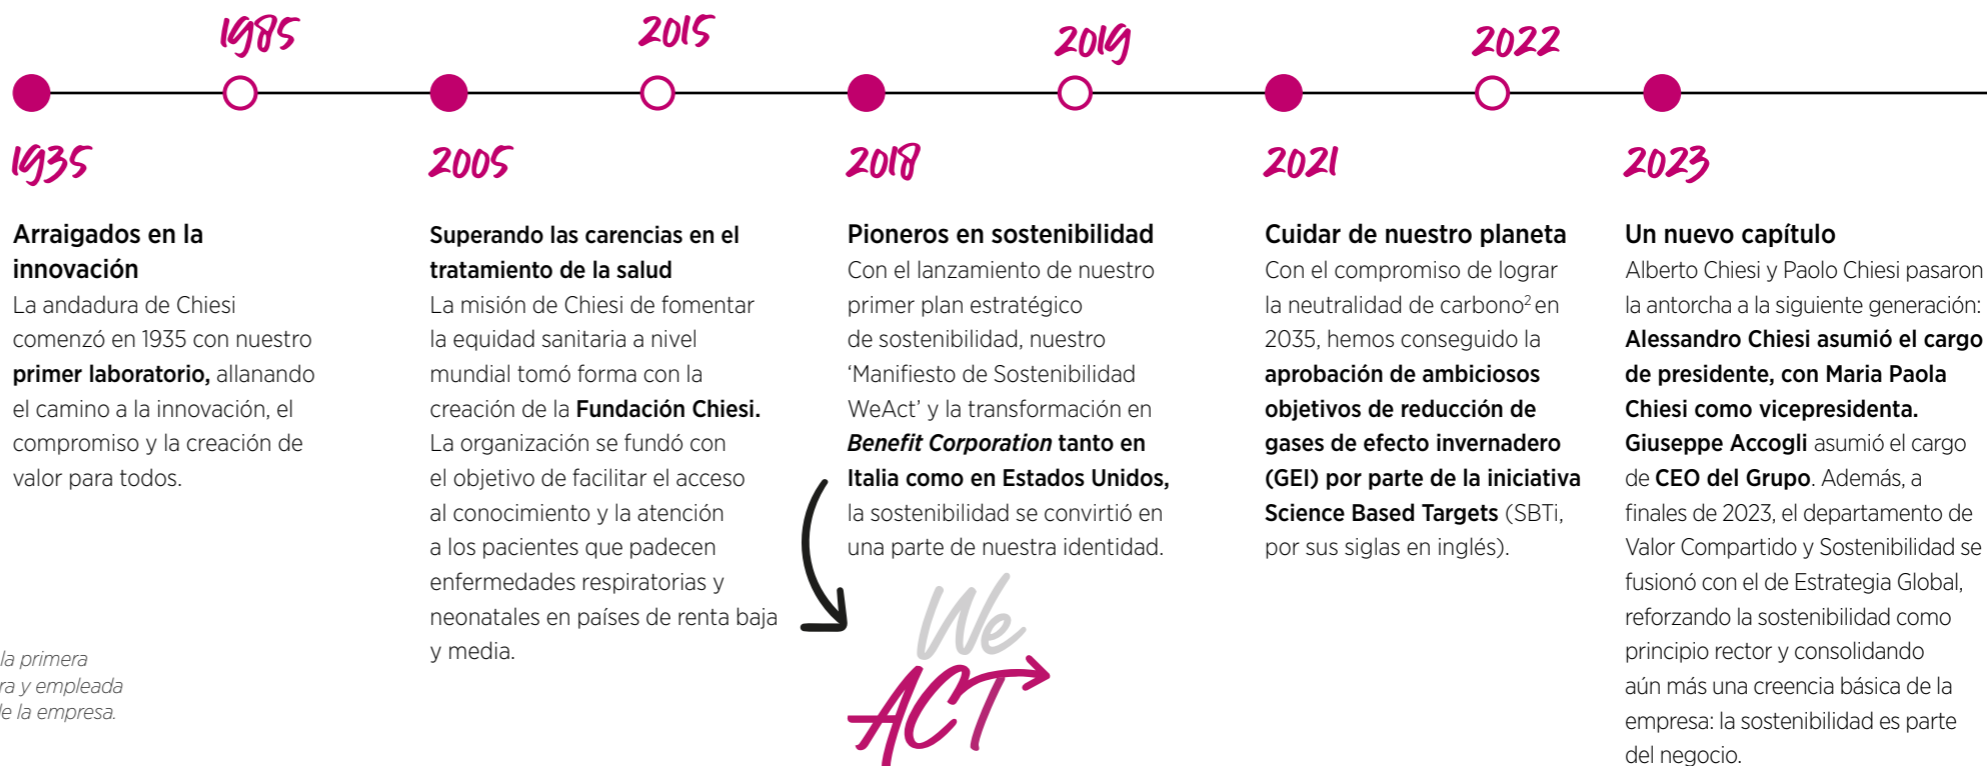 1985
2015
2019
2022
1935
Arraigados en la
innovación
La andadura de Chiesi
comenzó en 1935 con nuestro
primer laboratorio, allanando
el camino a la innovación, el
compromiso y la creación de
valor para todos.
2005
Superando las carencias en el
tratamiento de la salud
La misión de Chiesi de fomentar
la equidad sanitaria a nivel
mundial tomó forma con la
creación de la Fundación Chiesi.
La organización se fundó con
el objetivo de facilitar el acceso
al conocimiento y la atención
a los pacientes que padecen
enfermedades respiratorias y
neonatales en países de renta baja
y media.
2018
Pioneros en sostenibilidad
Con el lanzamiento de nuestro
primer plan estratégico
de sostenibilidad, nuestro
‘Manifiesto de Sostenibilidad
WeAct’ y la transformación en
Benefit Corporation tanto en
Italia como en Estados Unidos,
la sostenibilidad se convirtió en
una parte de nuestra identidad.
We
ACT
2021
Cuidar de nuestro planeta
Con el compromiso de lograr
la neutralidad de carbono² en
2035, hemos conseguido la
aprobación de ambiciosos
objetivos de reducción de
gases de efecto invernadero
(GEI) por parte de la iniciativa
Science Based Targets (SBTi,
por sus siglas en inglés).
2023
Un nuevo capítulo
Alberto Chiesi y Paolo Chiesi pasaron
la antorcha a la siguiente generación:
Alessandro Chiesi asumió el cargo
de presidente, con Maria Paola
Chiesi como vicepresidenta.
Giuseppe Accogli asumió el cargo
de CEO del Grupo. Además, a
finales de 2023, el departamento de
Valor Compartido y Sostenibilidad se
fusionó con el de Estrategia Global,
reforzando la sostenibilidad como
principio rector y consolidando
aún más una creencia básica de la
empresa: la sostenibilidad es parte
del negocio.
la primera
y empleada
de la empresa.